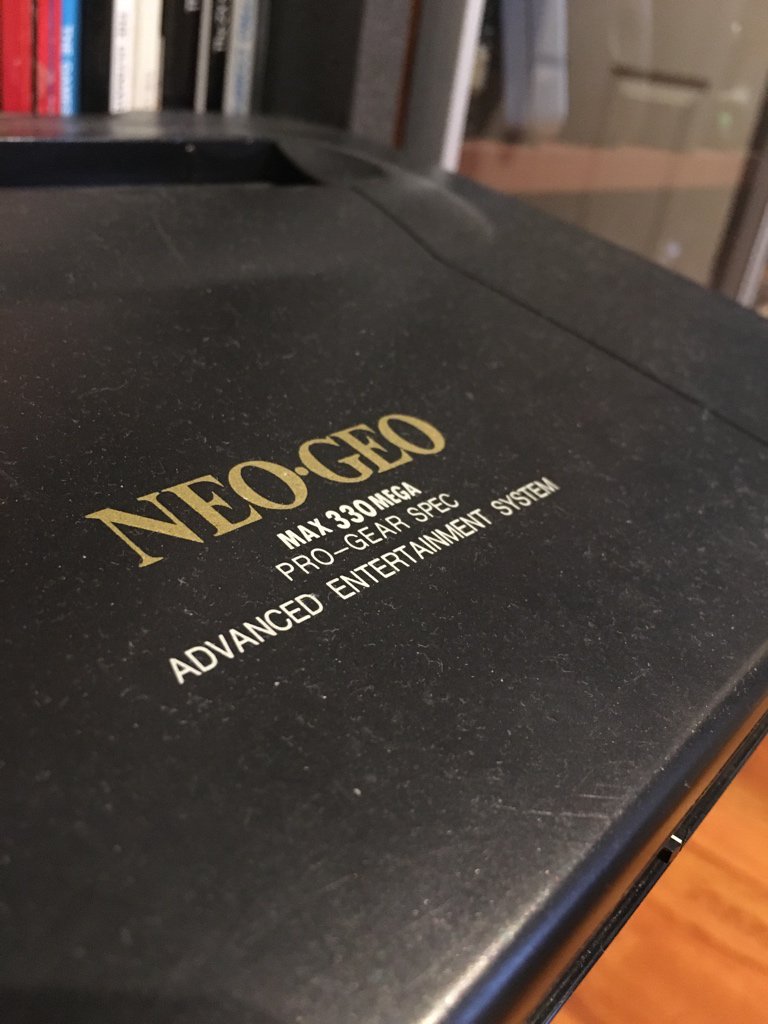 NEO·GEO
MAX 330 MEGA
PRO-GEAR SPEC
ADVANCED ENTERTAINMENT SYSTEM